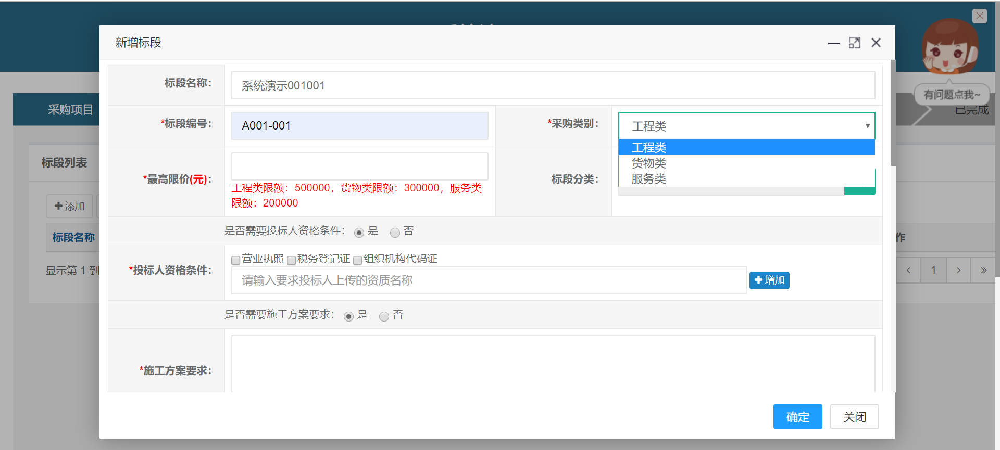 新增标段
有问题点我~
采购项目
已完成
标段列表
添加
标段名称
作
显示第 1 到
1
标段名称：
系统演示001001
*标段编号：
A001-001
*采购类别：
工程类
工程类
货物类
服务类
*最高限价(元)：
工程类限额：500000，货物类限额：300000，服务类
限额：200000
标段分类：
是否需要投标人资格条件： 是 否
*投标人资格条件：
营业执照 税务登记证 组织机构代码证
请输入要求投标人上传的资质名称
增加
是否需要施工方案要求： 是 否
*施工方案要求：
确定
关闭